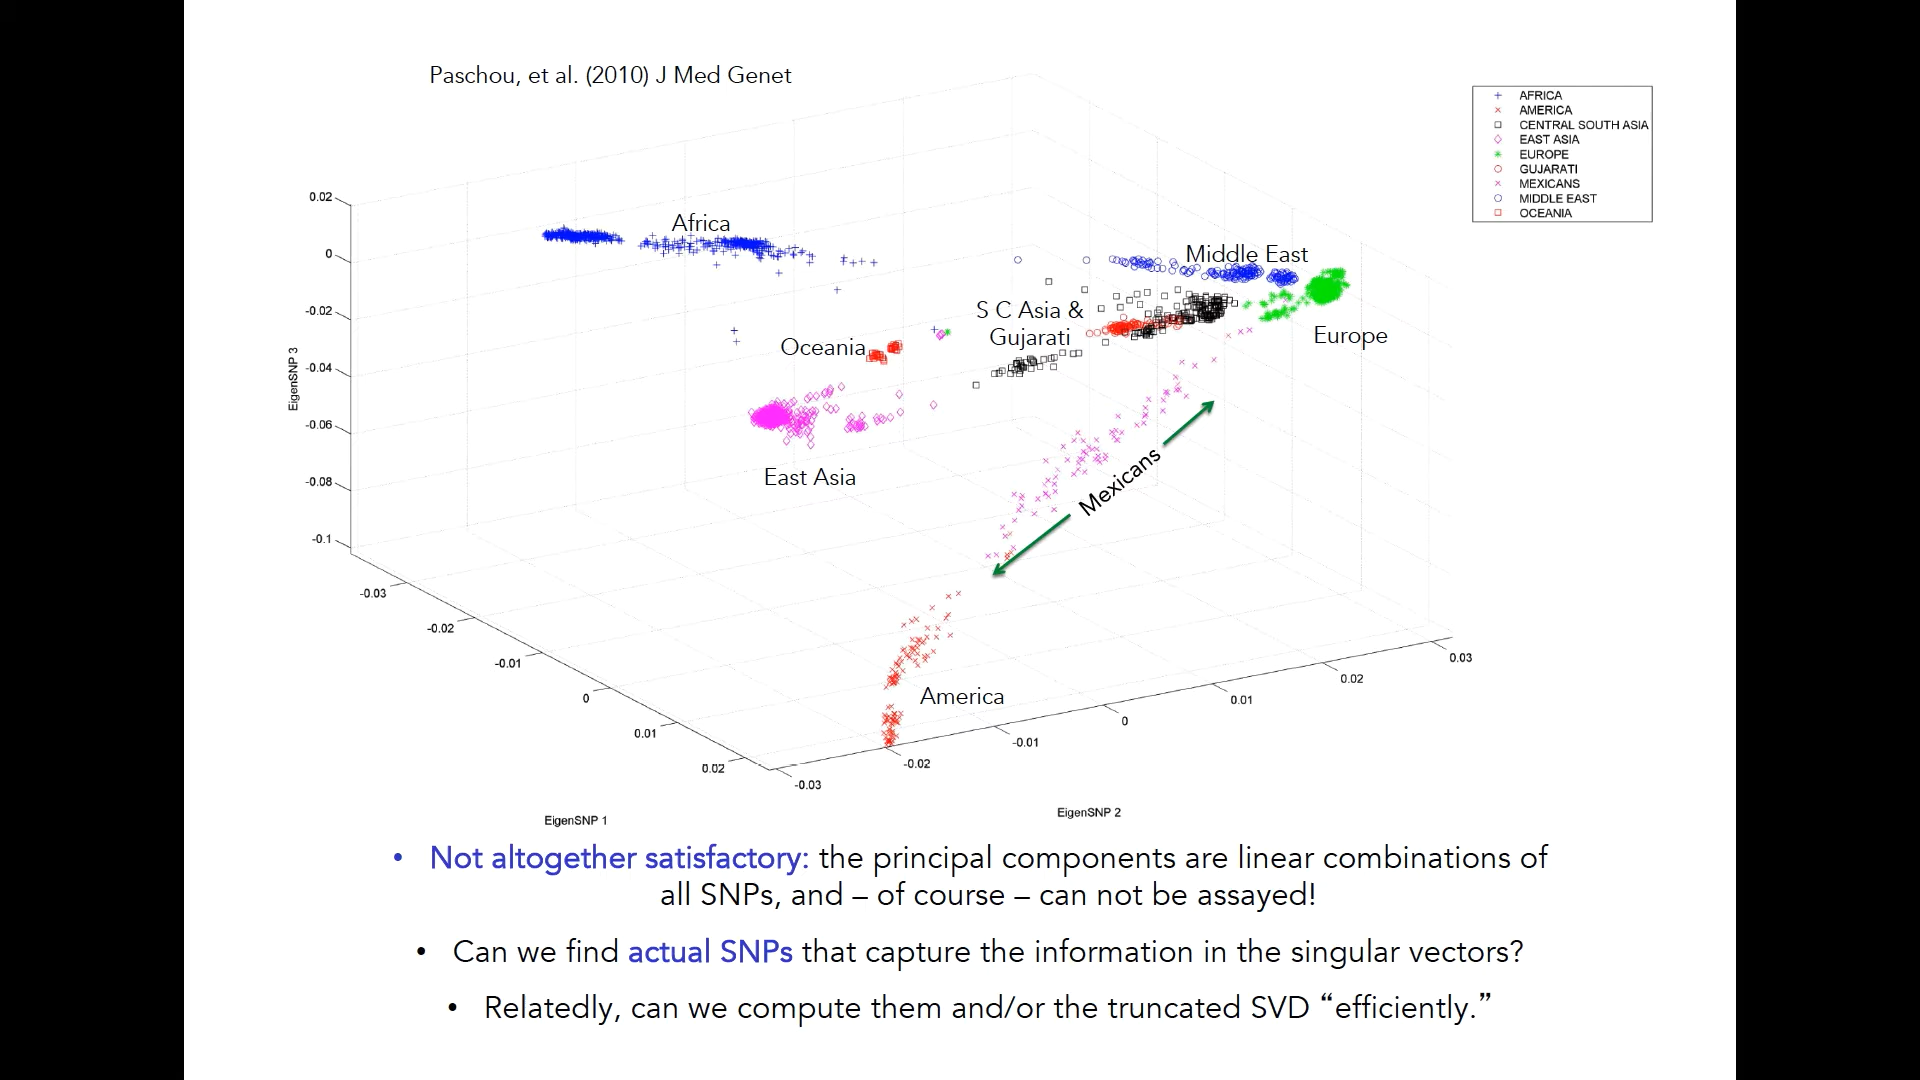 Paschou, et al. (2010) J Med Genet
AFRICA
AMERICA
CENTRAL SOUTH ASIA
EAST ASIA
EUROPE
GUJARATI
MEXICANS
MIDDLE EAST
OCEANIA
0.02
0
-0.02
-0.04
-0.06
-0.08
-0.1
EigenSNP 3
Africa
Middle East
S C Asia &
Gujarati
Europe
Oceania
East Asia
Mexicans
America
-0.03
-0.02
-0.01
0
0.01
0.02
EigenSNP 1
-0.03
-0.02
-0.01
0
0.01
0.02
0.03
EigenSNP 2
• Not altogether satisfactory: the principal components are linear combinations of
all SNPs, and – of course – can not be assayed!
• Can we find actual SNPs that capture the information in the singular vectors?
• Relatedly, can we compute them and/or the truncated SVD “efficiently.”